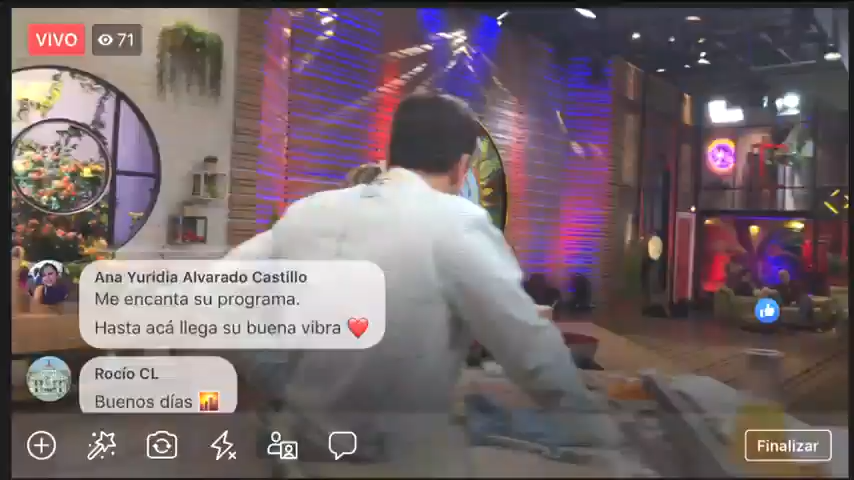 VIVO
71
Ana Yuridia Alvarado Castillo
Me encanta su programa.
Hasta acá llega su buena vibra ❤️
Rocío CL
Buenos días 🌇
Finalizar